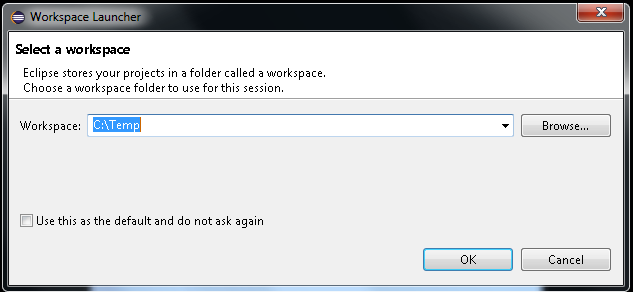 Workspace Launcher
Select a workspace
Eclipse stores your projects in a folder called a workspace.
Choose a workspace folder to use for this session.
Workspace: C:\Temp Browse...
Use this as the default and do not ask again
OK Cancel